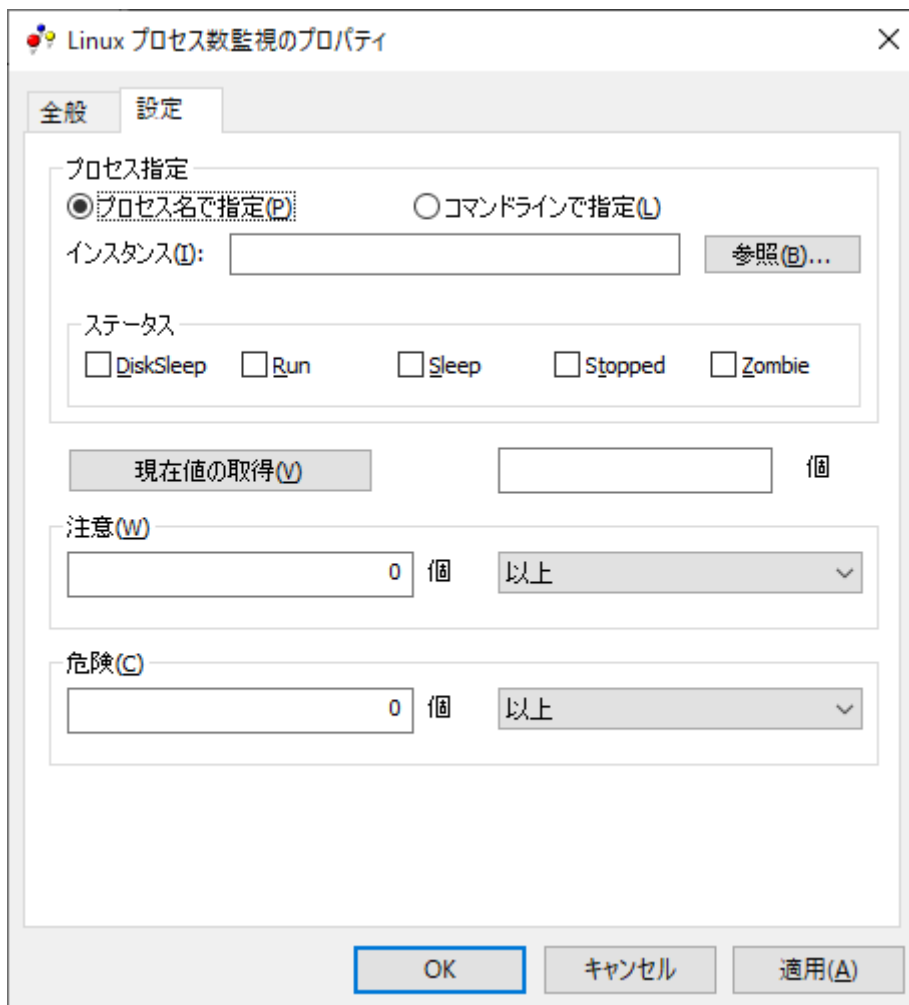 Linux プロセス数監視のプロパティ
全般 設定
プロセス指定
プロセス名で指定(P) コマンドラインで指定(L)
インスタンス(I): 参照(B)...
ステータス
DiskSleep Run Sleep Stopped Zombie
現在値の取得(V) 個
注意(W)
0 個 以上
危険(C)
0 個 以上
OK キャンセル 適用(A)